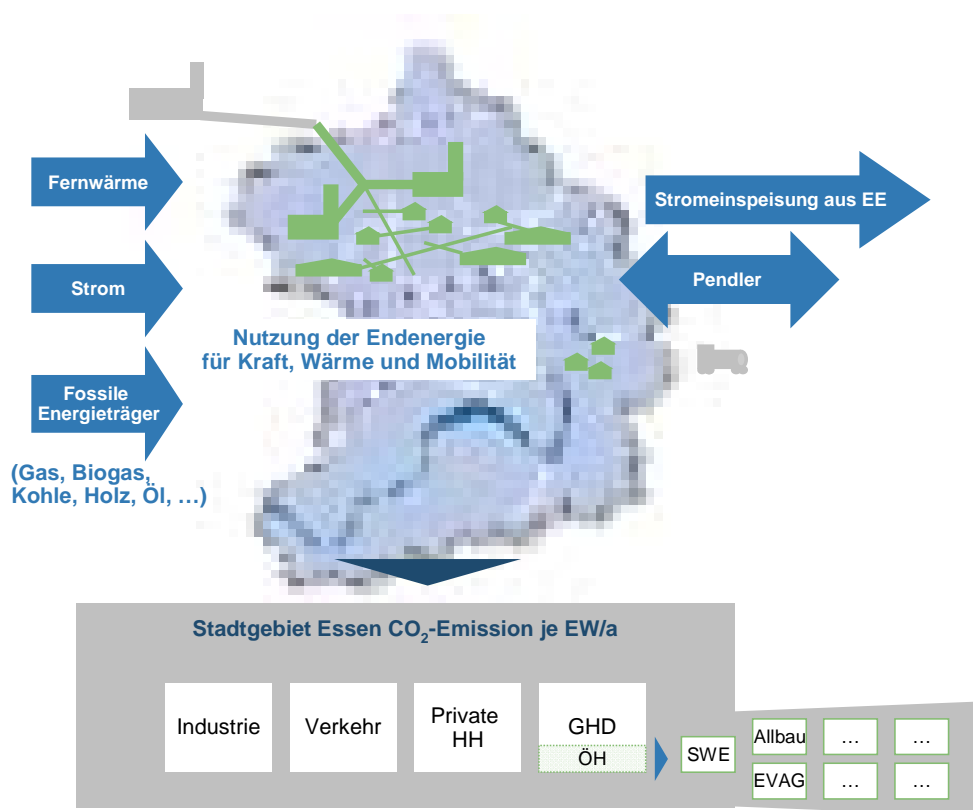 Fernwärme
Stromeinspeisung aus EE
Strom
Pendler
Nutzung der Endenergie
für Kraft, Wärme und Mobilität
Fossile
Energieträger
(Gas, Biogas,
Kohle, Holz, Öl, …)
Stadtgebiet Essen CO₂-Emission je EW/a
Industrie
Verkehr
Private
HH
GHD
ÖH
SWE
Allbau
…
…
EVAG
…
…